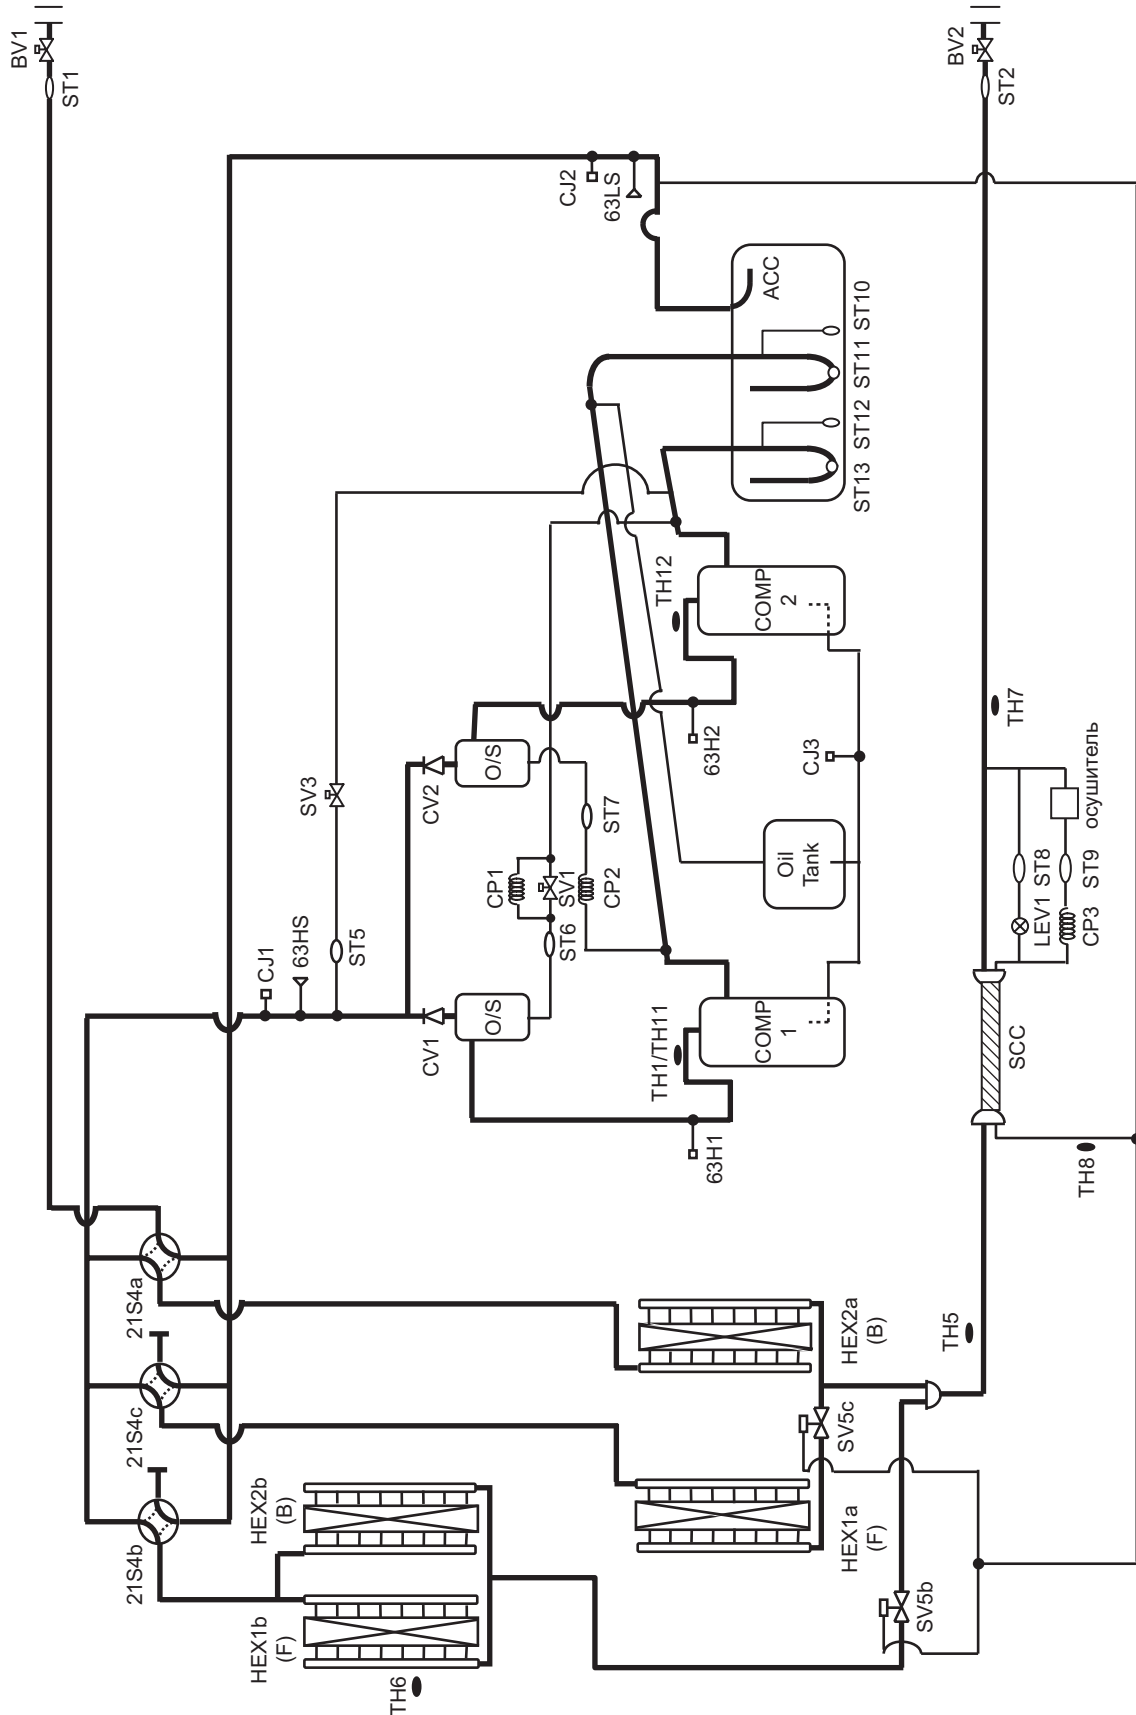 BV1
ST1
21S4b
21S4c
21S4a
HEX1b
(F)
HEX2b
(B)
CJ1
63HS
SV3
ST5
TH6
CV1
CV2
O/S
O/S
CP1
ST6
SV1
CP2
ST7
CJ2
63LS
TH1/TH11
TH12
63H1
63H2
COMP
1
COMP
2
Oil
Tank
ACC
CJ3
HEX1a
(F)
HEX2a
(B)
SV5c
ST13
ST12
ST11
ST10
SV5b
TH5
BV2
ST2
SCC
TH7
LEV1
ST8
CP3
ST9
осушитель
TH8